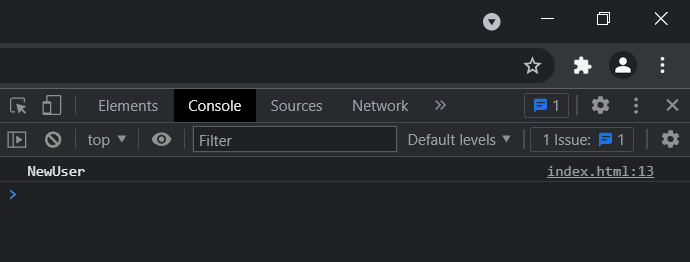 Elements Console Sources Network 1
top Filter Default levels 1 Issue: 1
NewUser index.html:13